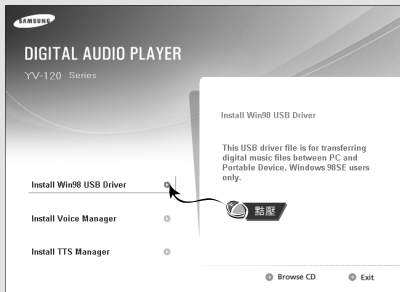 SAMSUNG
DIGITAL AUDIO PLAYER
YV-120 Series
Install Win98 USB Driver
This USB driver file is for transferring
digital music files between PC and
Portable Device. Windows 98SE users
only.
Install Win98 USB Driver
點壓
Install Voice Manager
Install TTS Manager
Browse CD
Exit